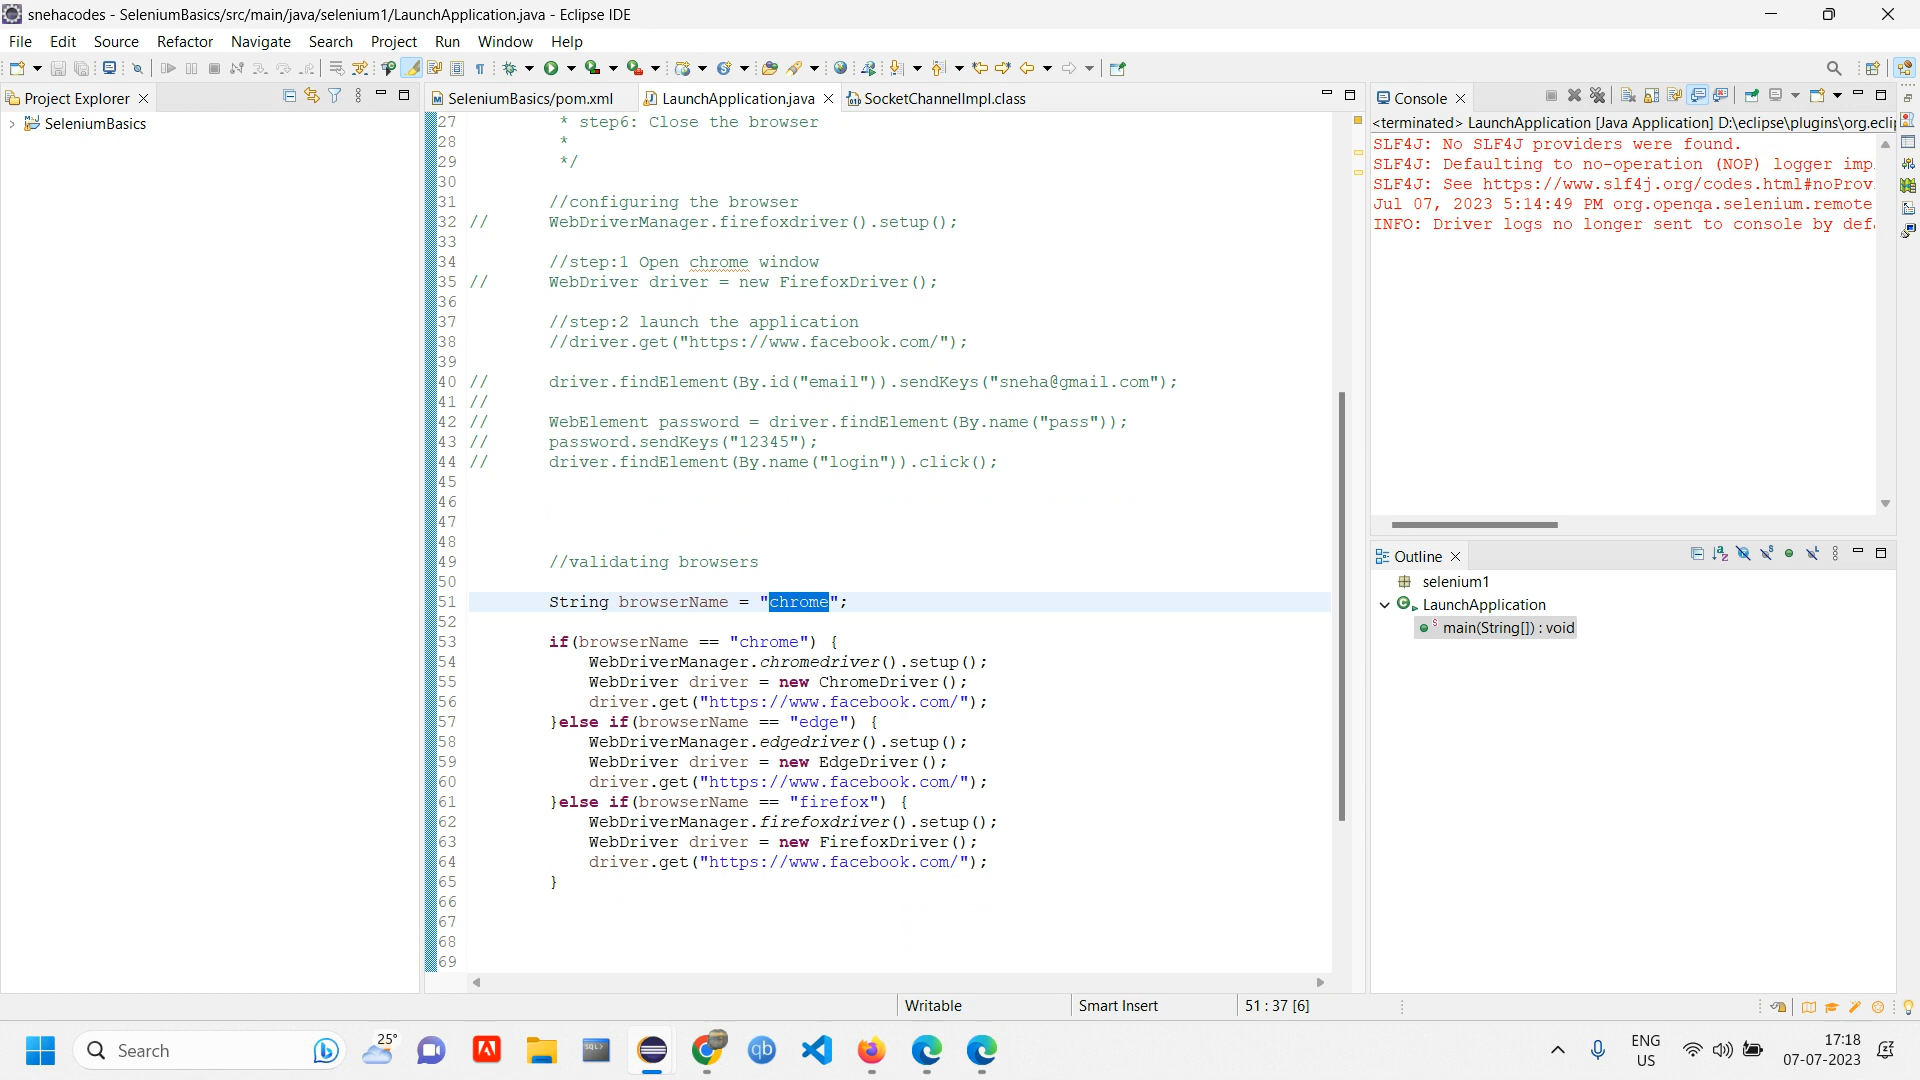 snehacodes - SeleniumBasics/src/main/java/selenium1/LaunchApplication.java - Eclipse IDE
File Edit Source Refactor Navigate Search Project Run Window Help
Project Explorer
SeleniumBasics
SeleniumBasics/pom.xml LaunchApplication.java SocketChannelImpl.class
27 * step6: Close the browser
28 *
29 */
30
31 //configuring the browser
32 // WebDriverManager.firefoxdriver().setup();
33
34 //step:1 Open chrome window
35 // WebDriver driver = new FirefoxDriver();
36
37 //step:2 launch the application
38 //driver.get("https://www.facebook.com/");
39
40 // driver.findElement(By.id("email")).sendKeys("sneha@gmail.com");
41 //
42 // WebElement password = driver.findElement(By.name("pass"));
43 // password.sendKeys("12345");
44 // driver.findElement(By.name("login")).click();
45
46
47
48
49 //validating browsers
50
51 String browserName = "chrome";
52
53 if(browserName == "chrome") {
54 WebDriverManager.chromedriver().setup();
55 WebDriver driver = new ChromeDriver();
56 driver.get("https://www.facebook.com/");
57 }else if(browserName == "edge") {
58 WebDriverManager.edgedriver().setup();
59 WebDriver driver = new EdgeDriver();
60 driver.get("https://www.facebook.com/");
61 }else if(browserName == "firefox") {
62 WebDriverManager.firefoxdriver().setup();
63 WebDriver driver = new FirefoxDriver();
64 driver.get("https://www.facebook.com/");
65 }
66
67
68
69
Console
<terminated> LaunchApplication [Java Application] D:\eclipse\plugins\org.ecli
SLF4J: No SLF4J providers were found.
SLF4J: Defaulting to no-operation (NOP) logger imp
SLF4J: See https://www.slf4j.org/codes.html#noProv
Jul 07, 2023 5:14:49 PM org.openqa.selenium.remote
INFO: Driver logs no longer sent to console by def
Outline
selenium1
LaunchApplication
main(String[]) : void
Writable Smart Insert 51 : 37 [6]
Search
25°
SQL>
qb
ENG
US
17:18
07-07-2023